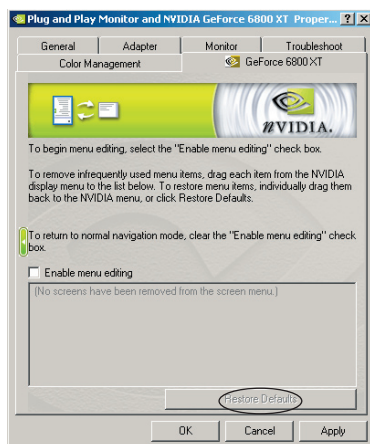 Plug and Play Monitor and NVIDIA GeForce 6800 XT Proper...
General Adapter Monitor Troubleshoot
Color Management GeForce 6800 XT
nVIDIA.
To begin menu editing, select the "Enable menu editing" check box.
To remove infrequently used menu items, drag each item from the NVIDIA
display menu to the list below. To restore menu items, individually drag them
back to the NVIDIA menu, or click Restore Defaults.
To return to normal navigation mode, clear the "Enable menu editing" check
box.
Enable menu editing
(No screens have been removed from the screen menu.)
Restore Defaults
OK Cancel Apply